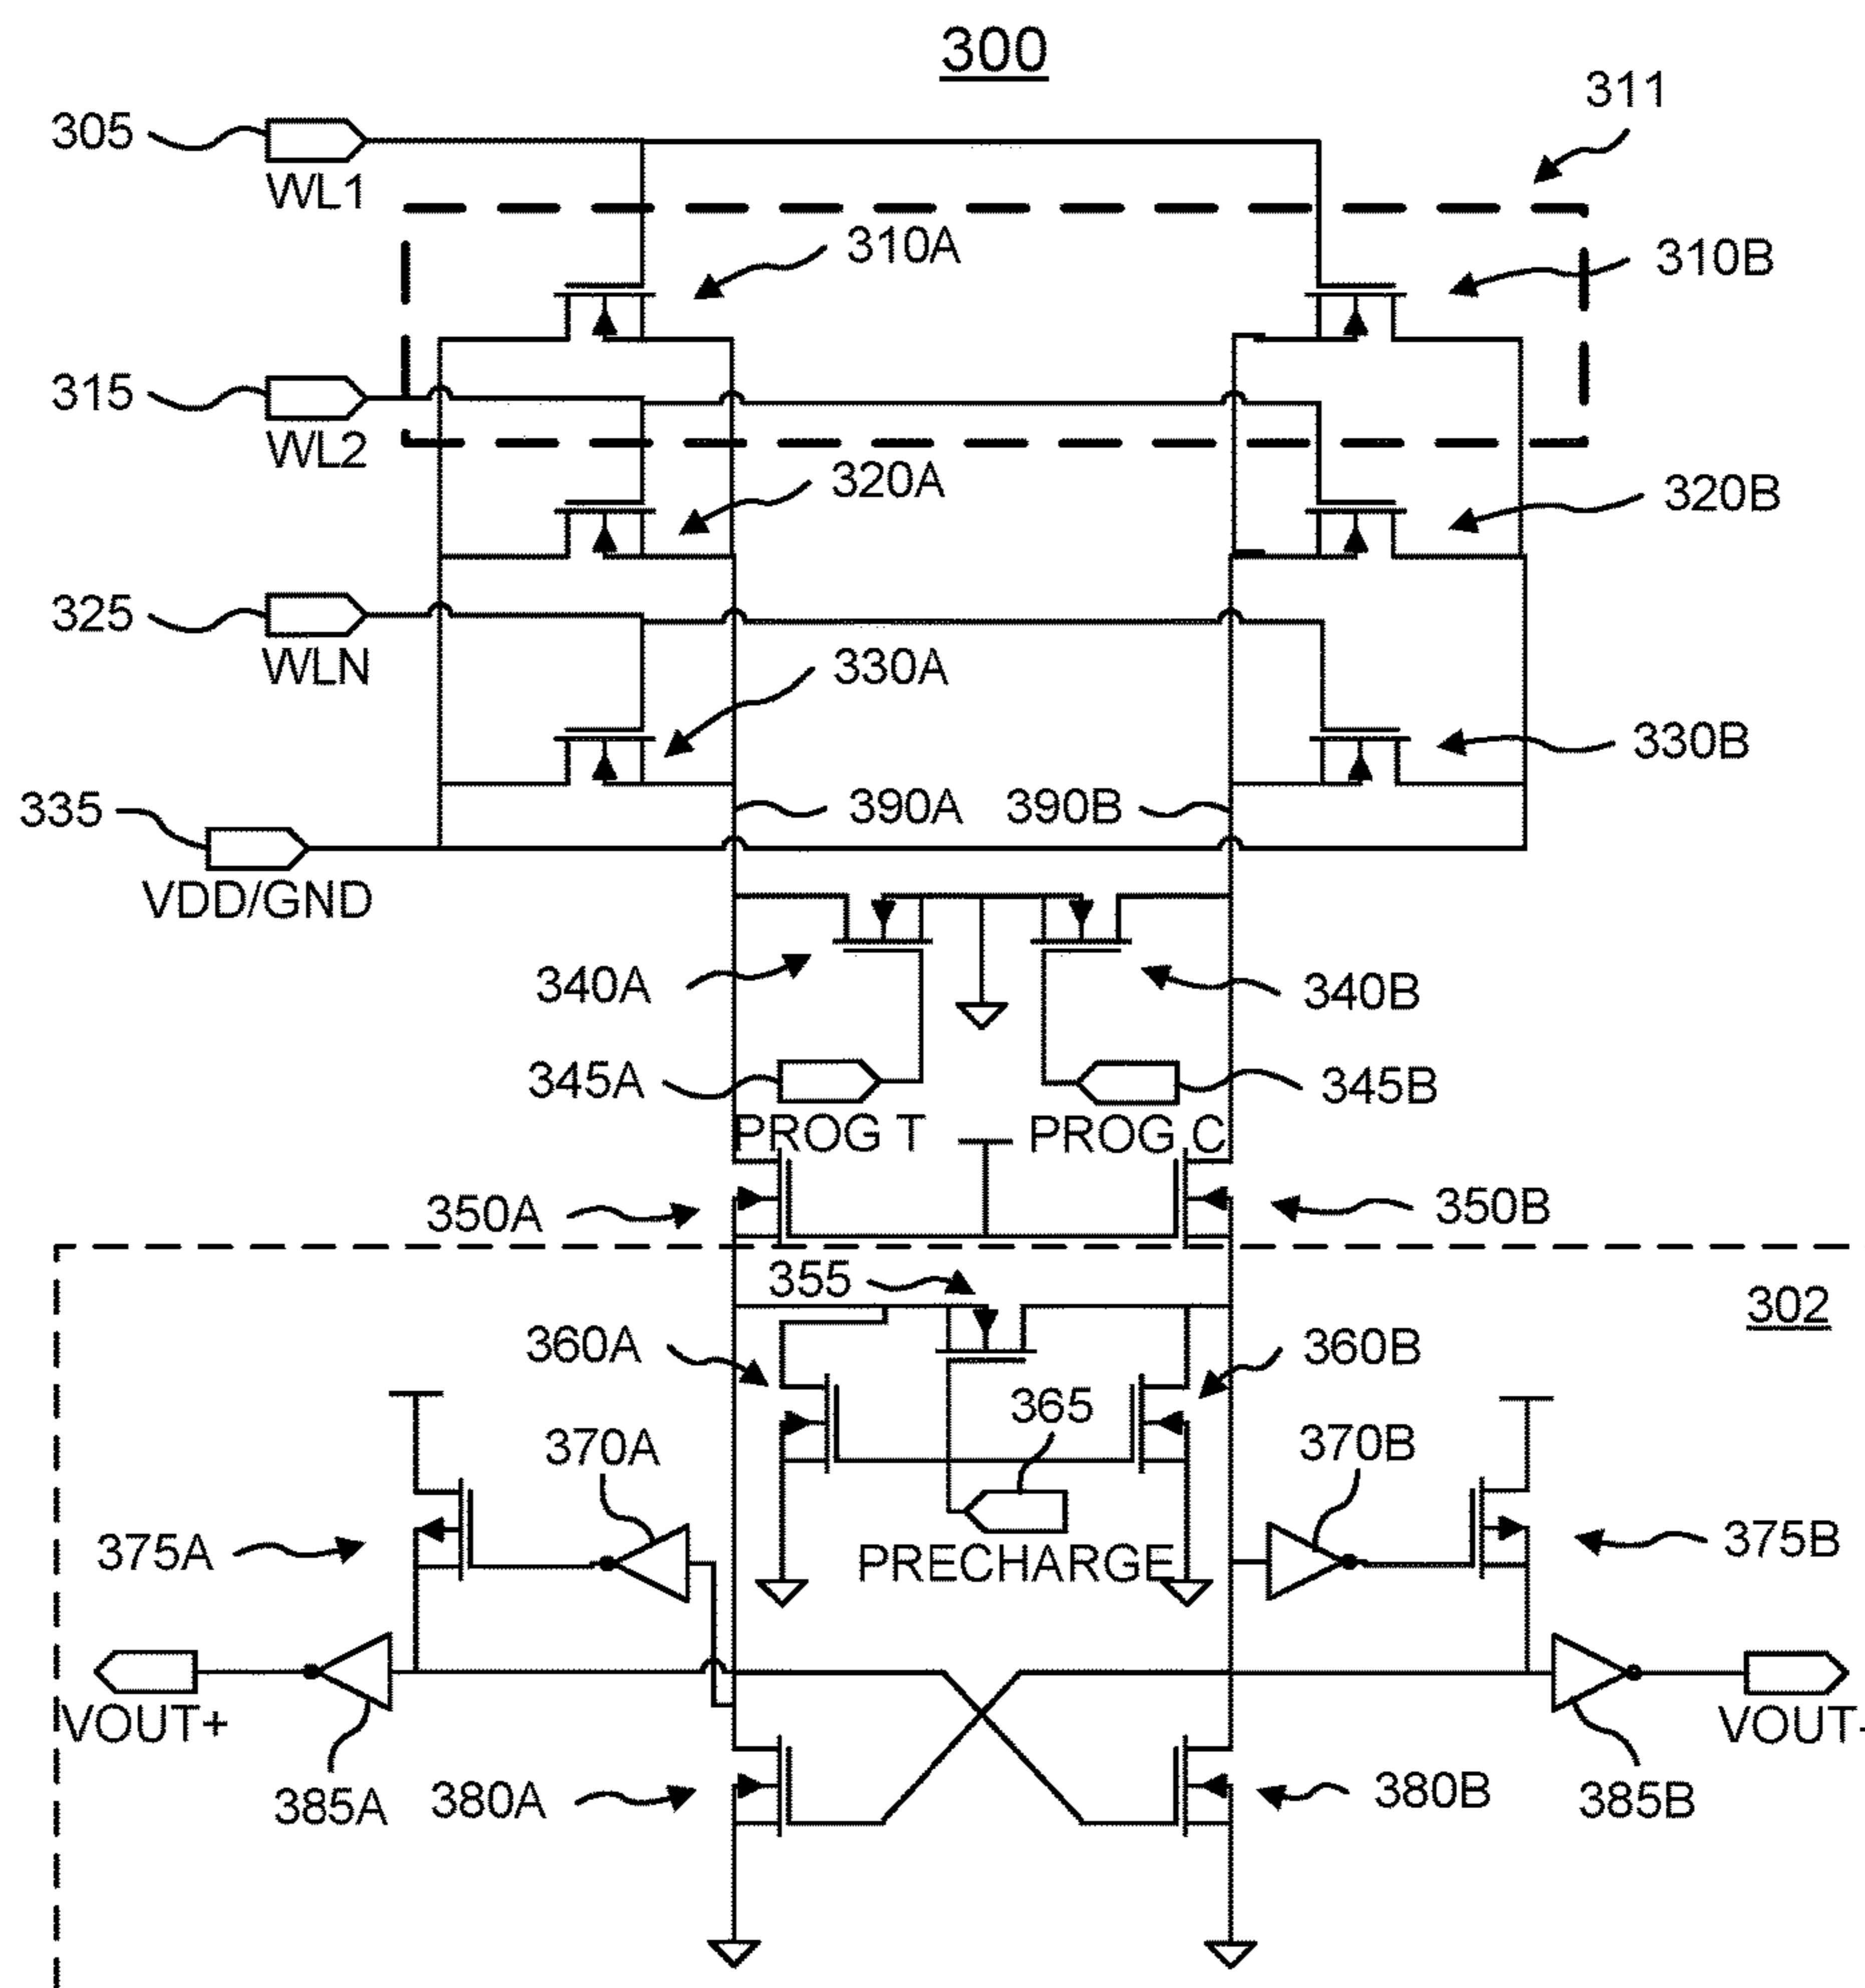 300
311
305
WL1
310A
310B
315
WL2
320A
320B
325
WLN
330A
330B
335
390A
390B
VDD/GND
340A
340B
345A
345B
PROG T
PROG C
350A
350B
355
302
360A
360B
365
370A
370B
375A
375B
PRECHARGE
VOUT+
VOUT-
385A
380A
380B
385B